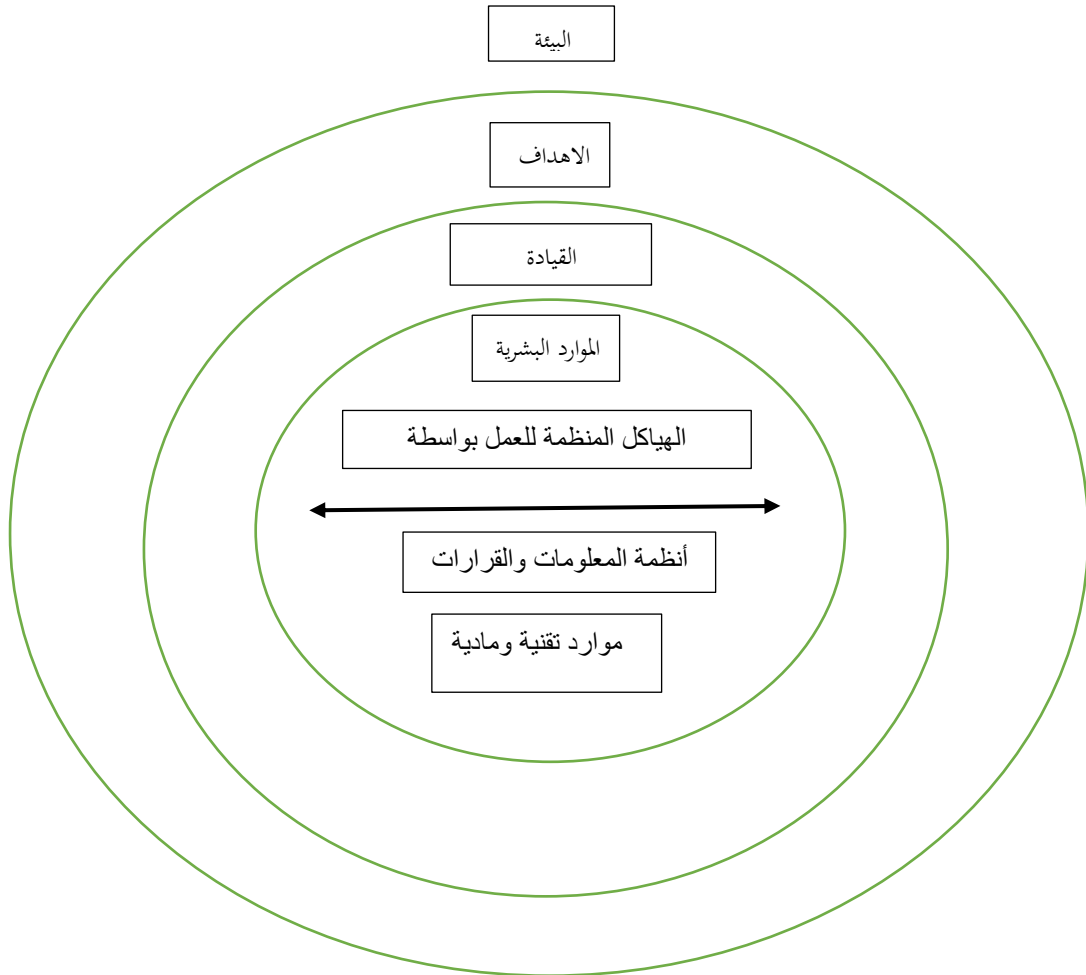 البيئة
الاهداف
القيادة
الموارد البشرية
الهياكل المنظمة للعمل بواسطة
أنظمة المعلومات والقرارات
موارد تقنية ومادية